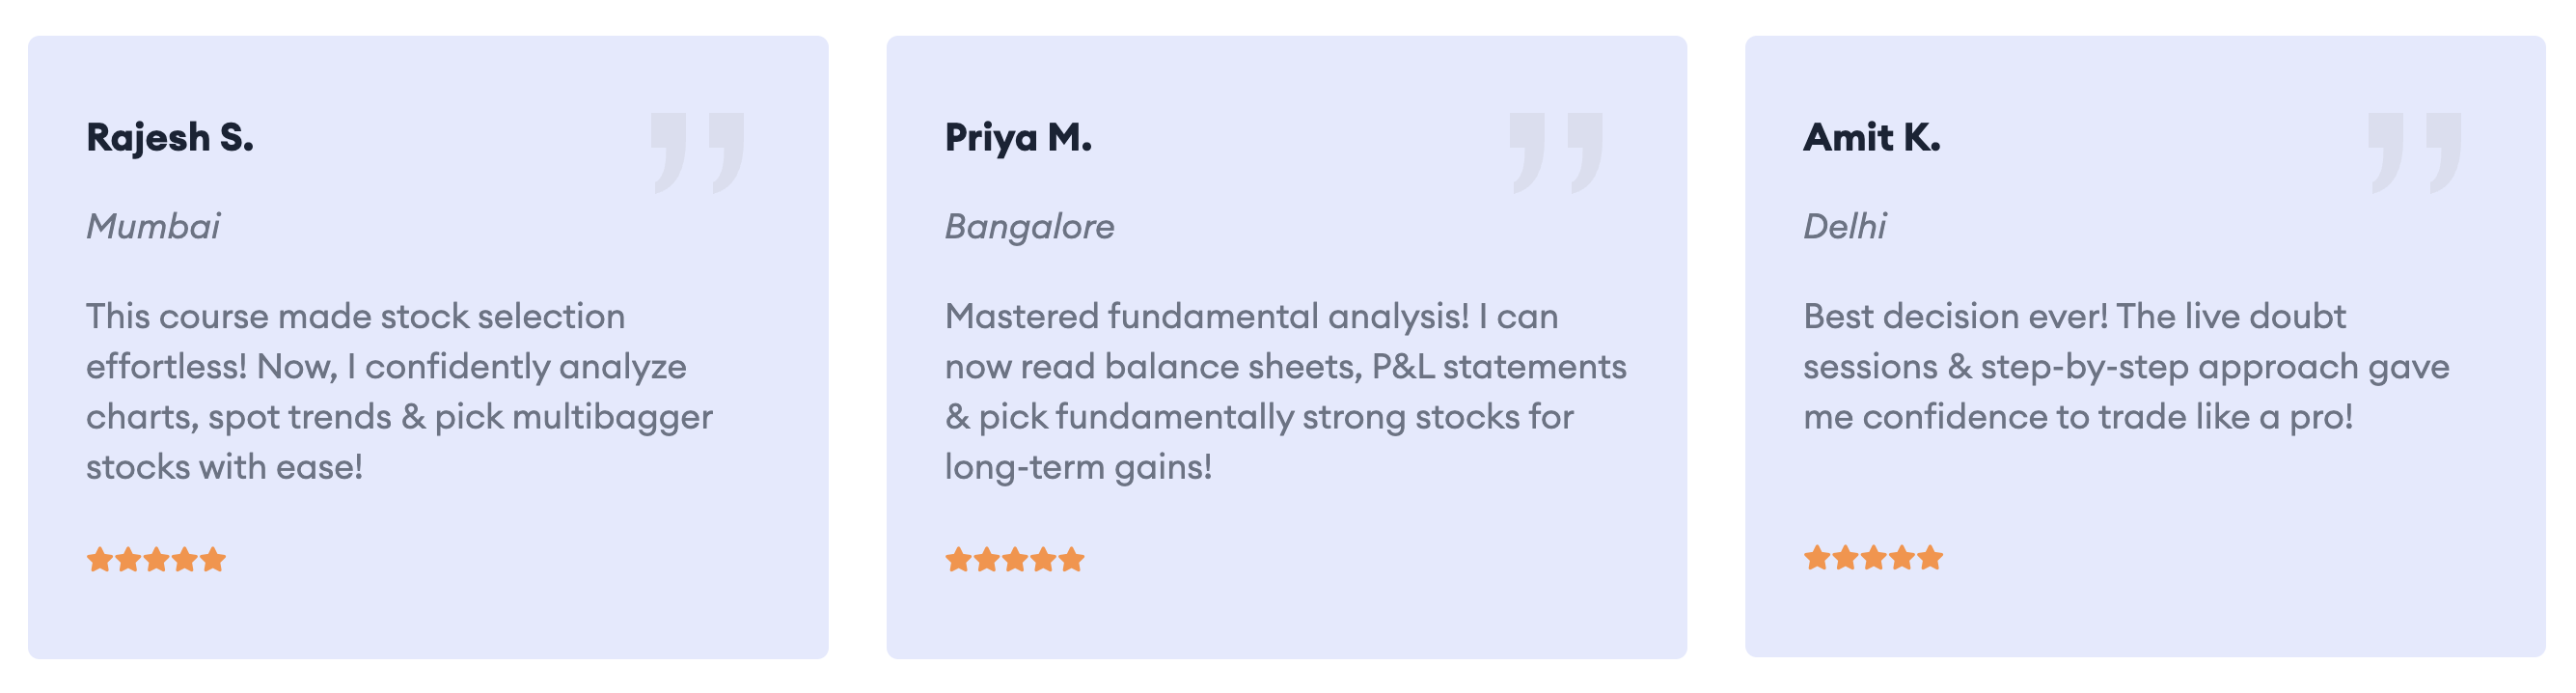 Rajesh S.
Mumbai
This course made stock selection
effortless! Now, I confidently analyze
charts, spot trends & pick multibagger
stocks with ease!
Priya M.
Bangalore
Mastered fundamental analysis! I can
now read balance sheets, P&L statements
& pick fundamentally strong stocks for
long-term gains!
Amit K.
Delhi
Best decision ever! The live doubt
sessions & step-by-step approach gave
me confidence to trade like a pro!